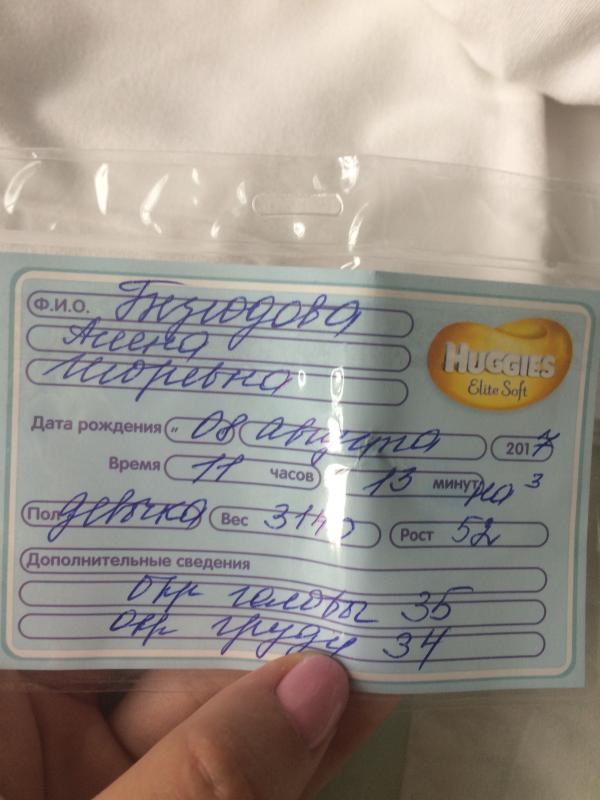 Ф.И.О.
Алена
Игоревна
HUGGIES
Elite Soft
Дата рождения „ 08 августа 2017
Время 11 часов 13 минут
Пол девочка Вес 3140 Рост 52
Дополнительные сведения
окр головы 35
окр груди 34